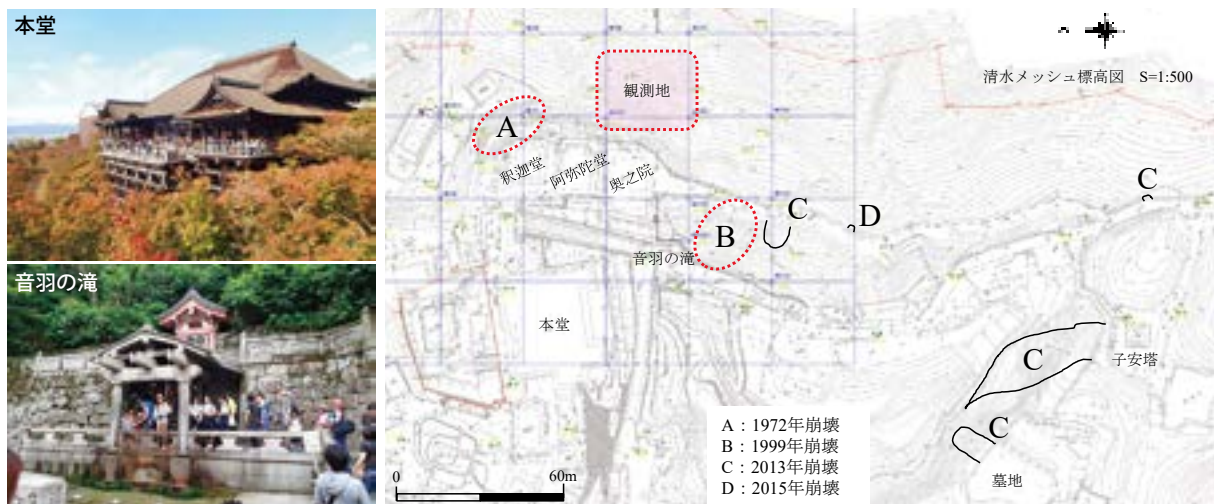 本堂
音羽の滝
清水メッシュ標高図 S=1:500
観測地
A
釈迦堂
阿弥陀堂
奥之院
C
C
D
B
音羽の滝
本堂
子安塔
C
C
墓地
A：1972年崩壊
B：1999年崩壊
C：2013年崩壊
D：2015年崩壊
0
60m